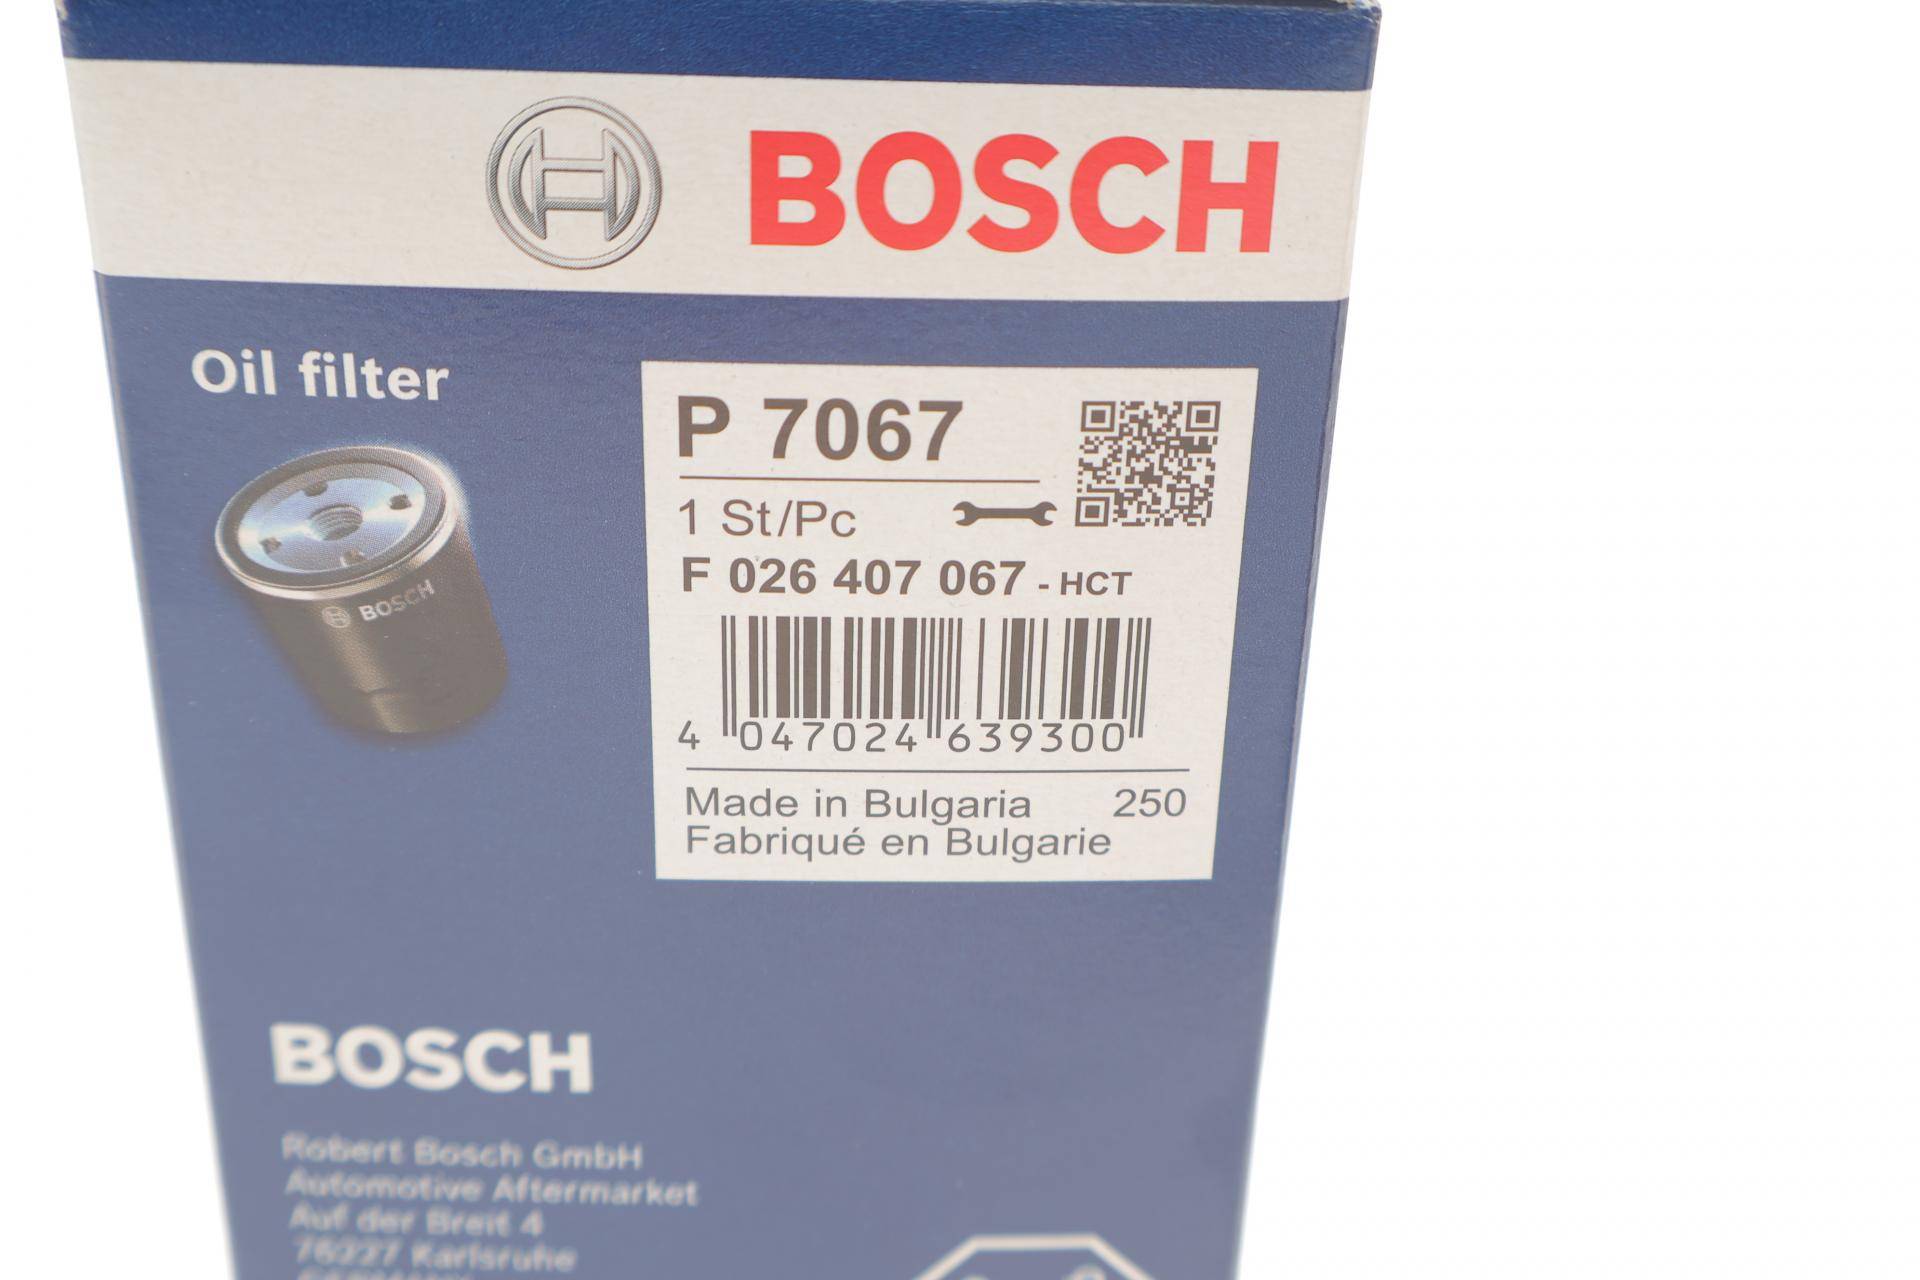 BOSCH
Oil filter
BOSCH
P 7067
1 St/Pc
F 026 407 067 - HCT
4 047024 639300
Made in Bulgaria 250
Fabriqué en Bulgarie
BOSCH
Robert Bosch GmbH
Automotive Aftermarket
Auf der Breit 4
76227 Karlsruhe